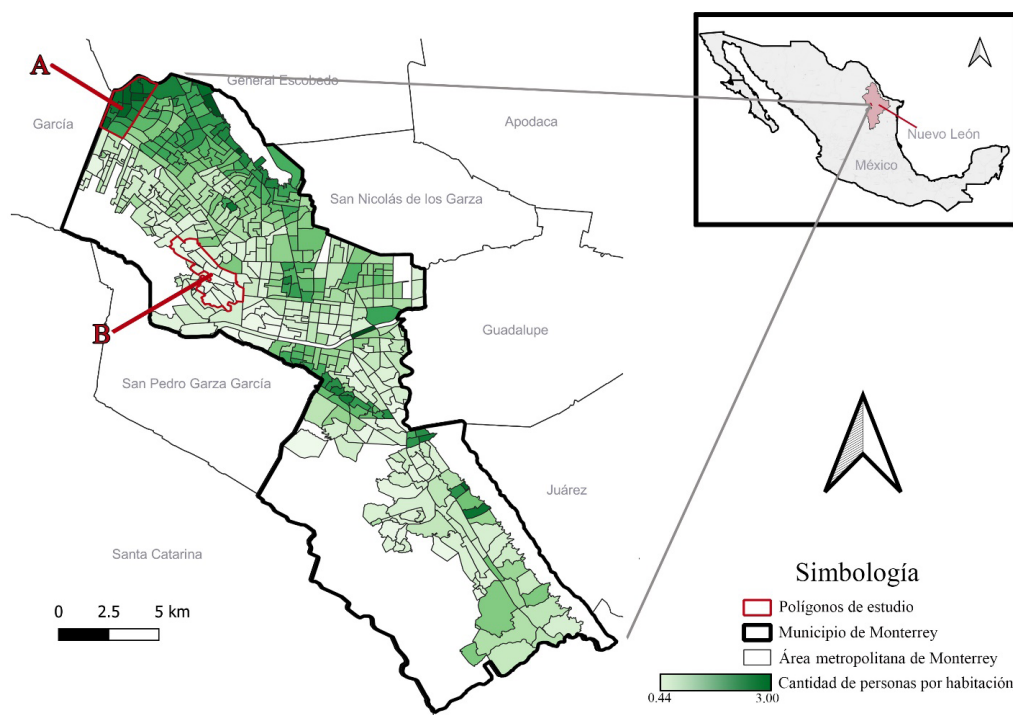 A
General Escobedo
García
Apodaca
Nuevo León
México
San Nicolás de los Garza
B
Guadalupe
San Pedro Garza García
Juárez
Santa Catarina
0 2.5 5 km
Simbología
Polígonos de estudio
Municipio de Monterrey
Área metropolitana de Monterrey
Cantidad de personas por habitación
0.44 3.00